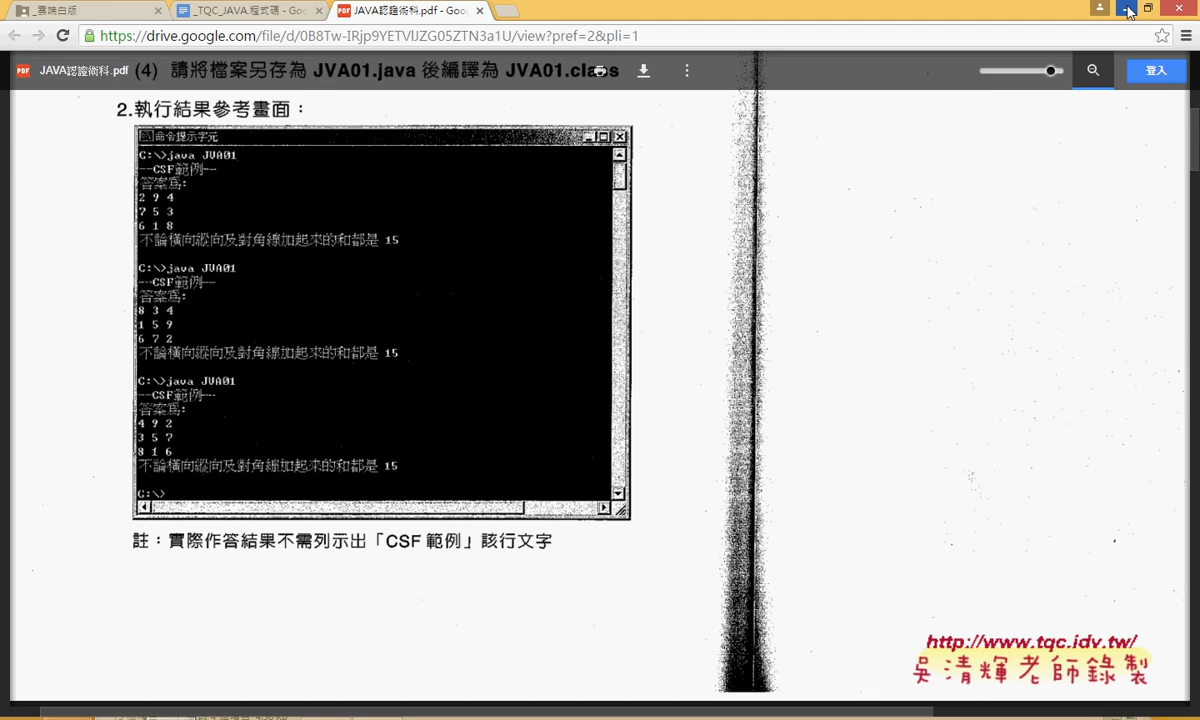 _雲端白版
_TQC_JAVA.程式碼 - Goo
JAVA認證術科.pdf - Goo
https://drive.google.com/file/d/0B8Tw-IRjp9YETVlJZG05ZTN3a1U/view?pref=2&pli=1
JAVA認證術科.pdf
(4) 請將檔案另存為 JVA01.java 後編譯為 JVA01.class
登入
2.執行結果參考畫面：
命令提示字元
C:\>java JVA01
--CSF範例--
答案為:
2 9 4
7 5 3
6 1 8
不論橫向縱向及對角線加起來的和都是 15
C:\>java JVA01
--CSF範例--
答案為:
8 3 4
1 5 9
6 7 2
不論橫向縱向及對角線加起來的和都是 15
C:\>java JVA01
--CSF範例--
答案為:
4 9 2
3 5 7
8 1 6
不論橫向縱向及對角線加起來的和都是 15
C:\>
註：實際作答結果不需列示出「CSF 範例」該行文字
http://www.tqc.idv.tw/
吳清輝老師錄製